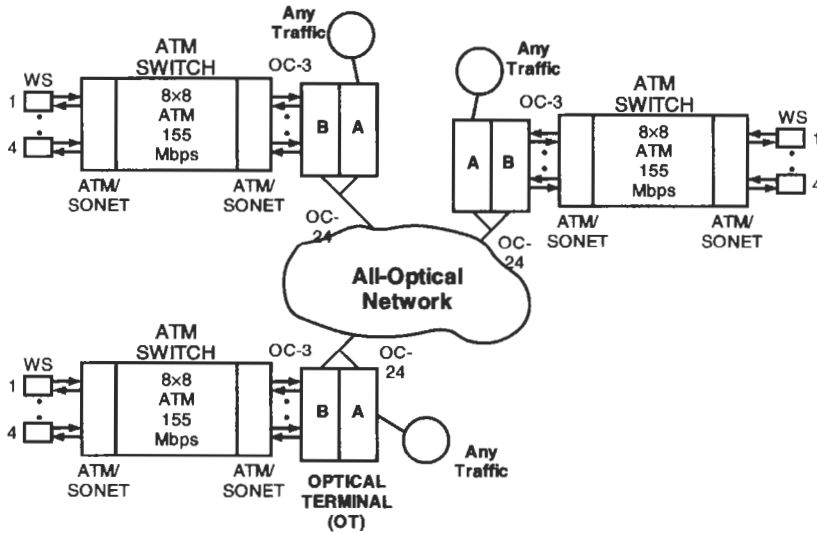 Any
Traffic
ATM
SWITCH
OC-3
WS
1
4
8×8
ATM
155
Mbps
B
A
ATM/
SONET
ATM/
SONET
OC-
24
Any
Traffic
ATM
SWITCH
OC-3
WS
1
4
A
B
8×8
ATM
155
Mbps
ATM/
SONET
ATM/
SONET
OC-
24
All-Optical
Network
ATM
SWITCH
OC-3
OC-
24
WS
1
4
8×8
ATM
155
Mbps
B
A
ATM/
SONET
ATM/
SONET
OPTICAL
TERMINAL
(OT)
Any
Traffic